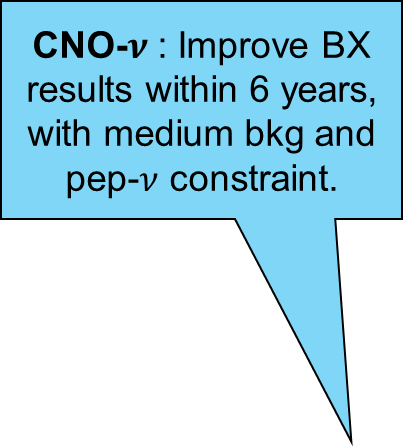 CNO-ν : Improve BX
results within 6 years,
with medium bkg and
pep-ν constraint.